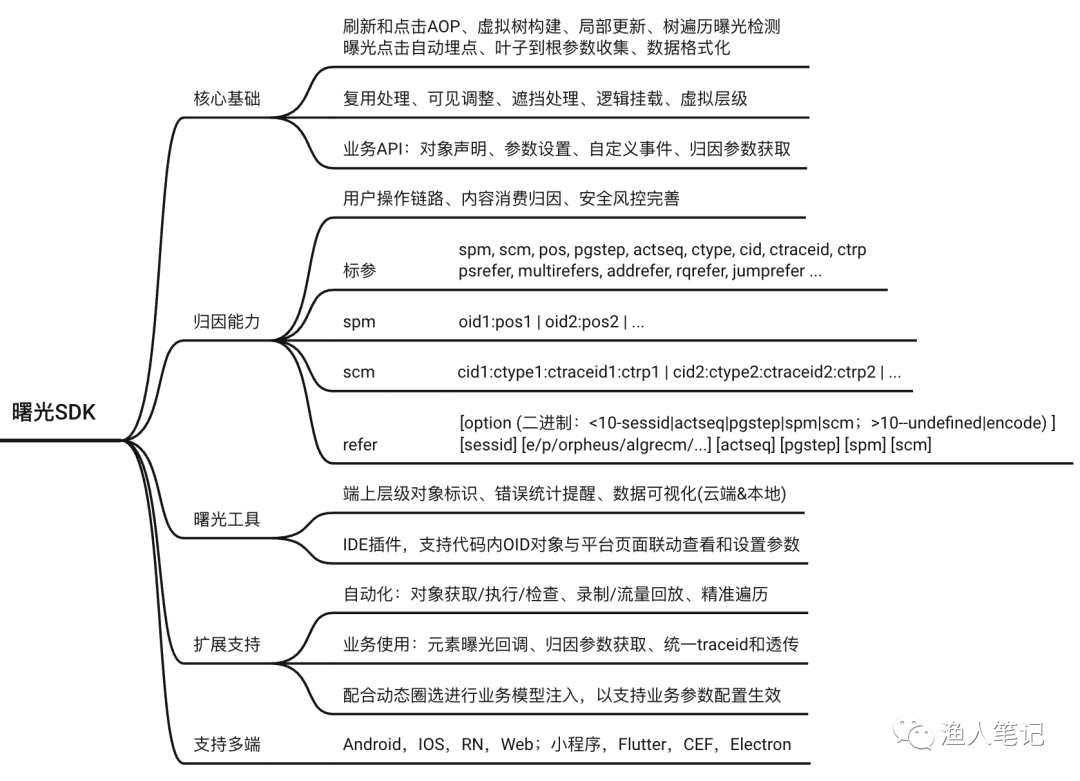 刷新和点击AOP、虚拟树构建、局部更新、树遍历曝光检测
曝光点击自动埋点、叶子到根参数收集、数据格式化
核心基础
复用处理、可见调整、遮挡处理、逻辑挂载、虚拟层级
业务API：对象声明、参数设置、自定义事件、归因参数获取
用户操作链路、内容消费归因、安全风控完善
标参
spm, scm, pos, pgstep, actseq, ctype, cid, ctraceid, ctrp
psrefer, multirefers, addrefer, rqrefer, jumprefer ...
归因能力
spm
oid1:pos1 | oid2:pos2 | ...
scm
cid1:ctype1:ctraceid1:ctrp1 | cid2:ctype2:ctraceid2:ctrp2 | ...
曙光SDK
refer
[option (二进制：<10-sessid|actseq|pgstep|spm|scm；>10--undefined|encode) ]
[sessid] [e/p/orpheus/algrecm/...] [actseq] [pgstep] [spm] [scm]
端上层级对象标识、错误统计提醒、数据可视化(云端&本地)
曙光工具
IDE插件，支持代码内OID对象与平台页面联动查看和设置参数
自动化：对象获取/执行/检查、录制/流量回放、精准遍历
扩展支持
业务使用：元素曝光回调、归因参数获取、统一traceid和透传
配合动态圈选进行业务模型注入，以支持业务参数配置生效
支持多端
Android，IOS，RN，Web；小程序，Flutter，CEF，Electron
渔人笔记